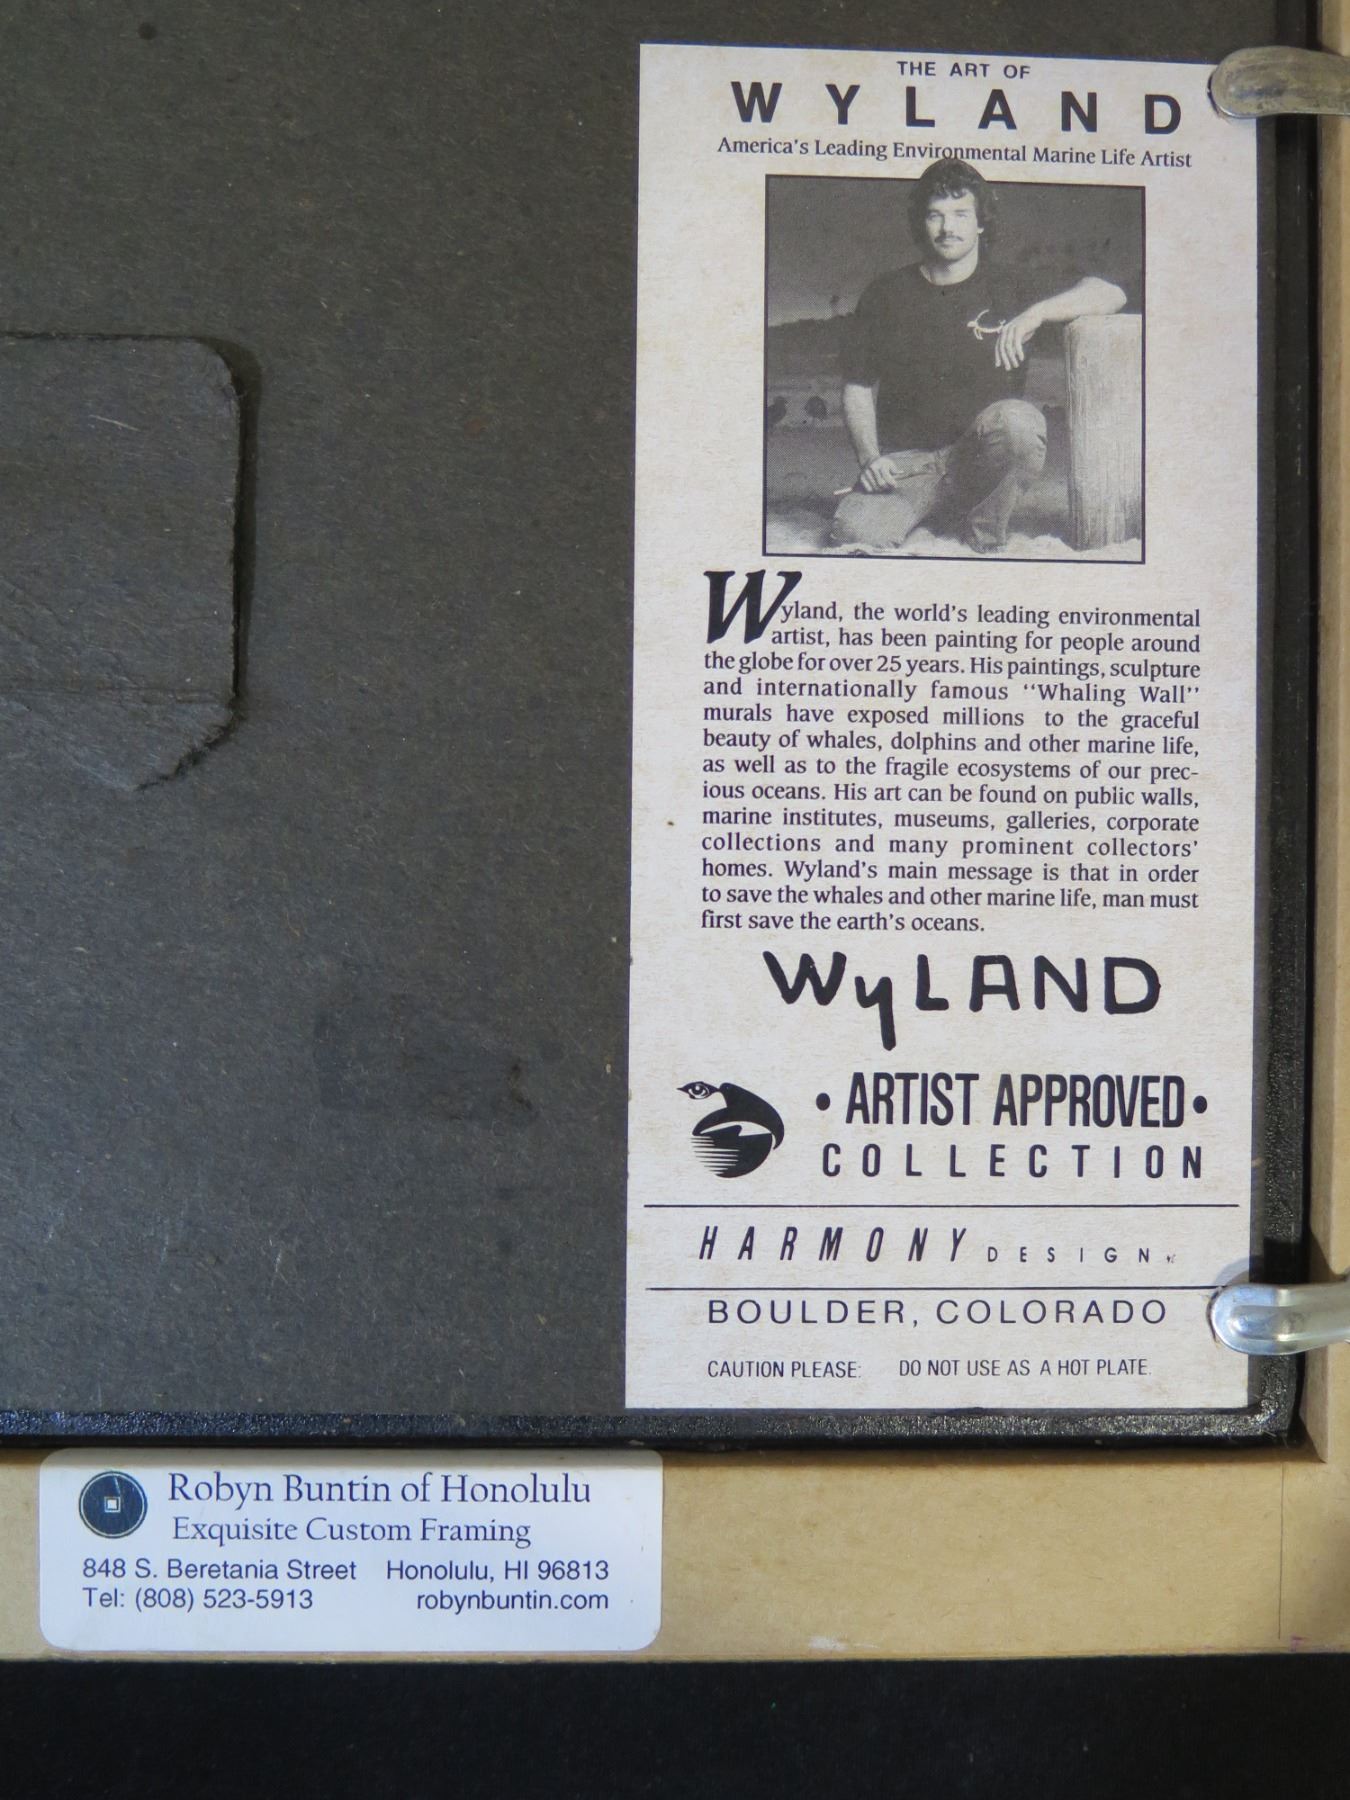 THE ART OF
WYLAND
America's Leading Environmental Marine Life Artist
Wyland, the world's leading environmental
artist, has been painting for people around
the globe for over 25 years. His paintings, sculpture
and internationally famous "Whaling Wall"
murals have exposed millions to the graceful
beauty of whales, dolphins and other marine life,
as well as to the fragile ecosystems of our prec-
ious oceans. His art can be found on public walls,
marine institutes, museums, galleries, corporate
collections and many prominent collectors'
homes. Wyland's main message is that in order
to save the whales and other marine life, man must
first save the earth's oceans.
WyLAND
• ARTIST APPROVED •
COLLECTION
HARMONY DESIGN
BOULDER, COLORADO
CAUTION PLEASE: DO NOT USE AS A HOT PLATE.
Robyn Buntin of Honolulu
Exquisite Custom Framing
848 S. Beretania Street Honolulu, HI 96813
Tel: (808) 523-5913 robynbuntin.com